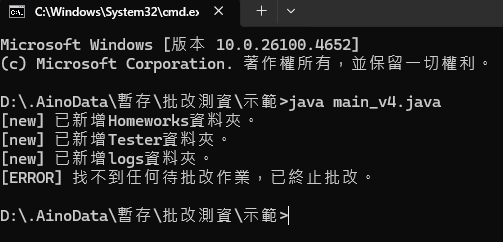 C:\Windows\System32\cmd.ex
Microsoft Windows [版本 10.0.26100.4652]
(c) Microsoft Corporation. 著作權所有，並保留一切權利。
D:\.AinoData\暫存\批改測資\示範>java main_v4.java
[new] 已新增Homeworks資料夾。
[new] 已新增Tester資料夾。
[new] 已新增logs資料夾。
[ERROR] 找不到任何待批改作業，已終止批改。
D:\.AinoData\暫存\批改測資\示範>